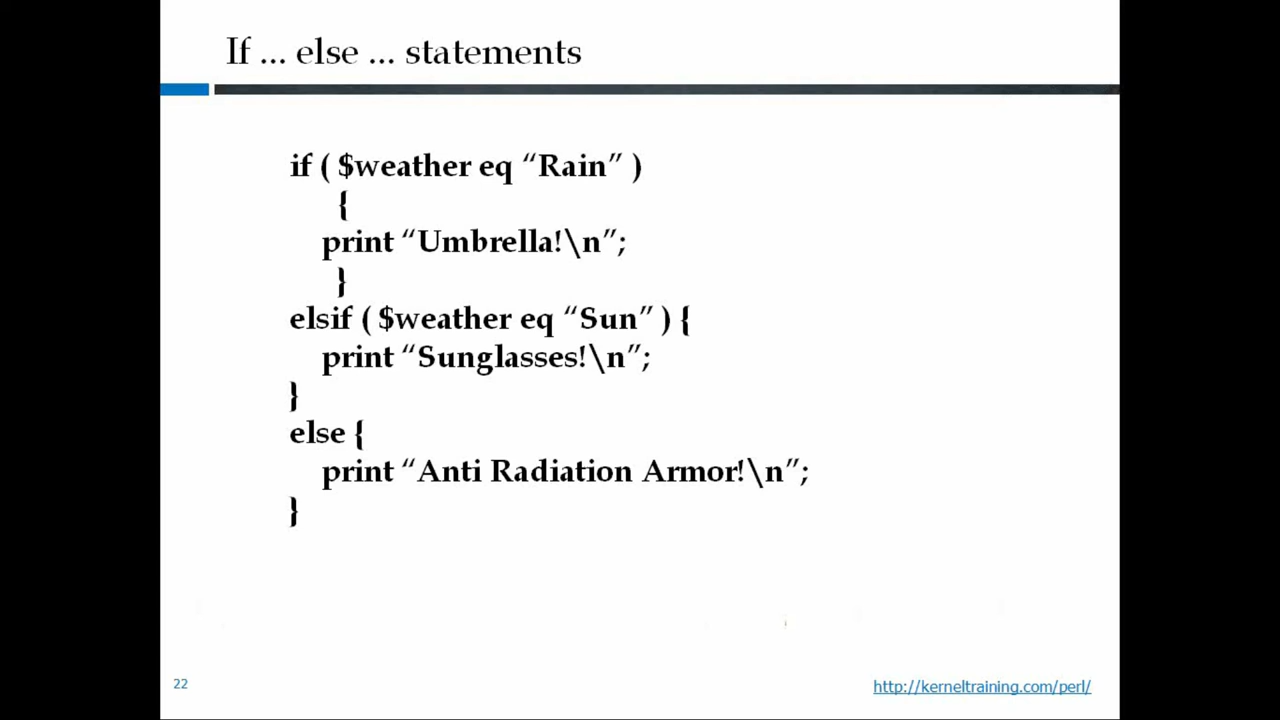 If ... else ... statements
if ( $weather eq “Rain” )
{
print “Umbrella!\n”;
}
elsif ( $weather eq “Sun” ) {
print “Sunglasses!\n”;
}
else {
print “Anti Radiation Armor!\n”;
}
22
http://kerneltraining.com/perl/